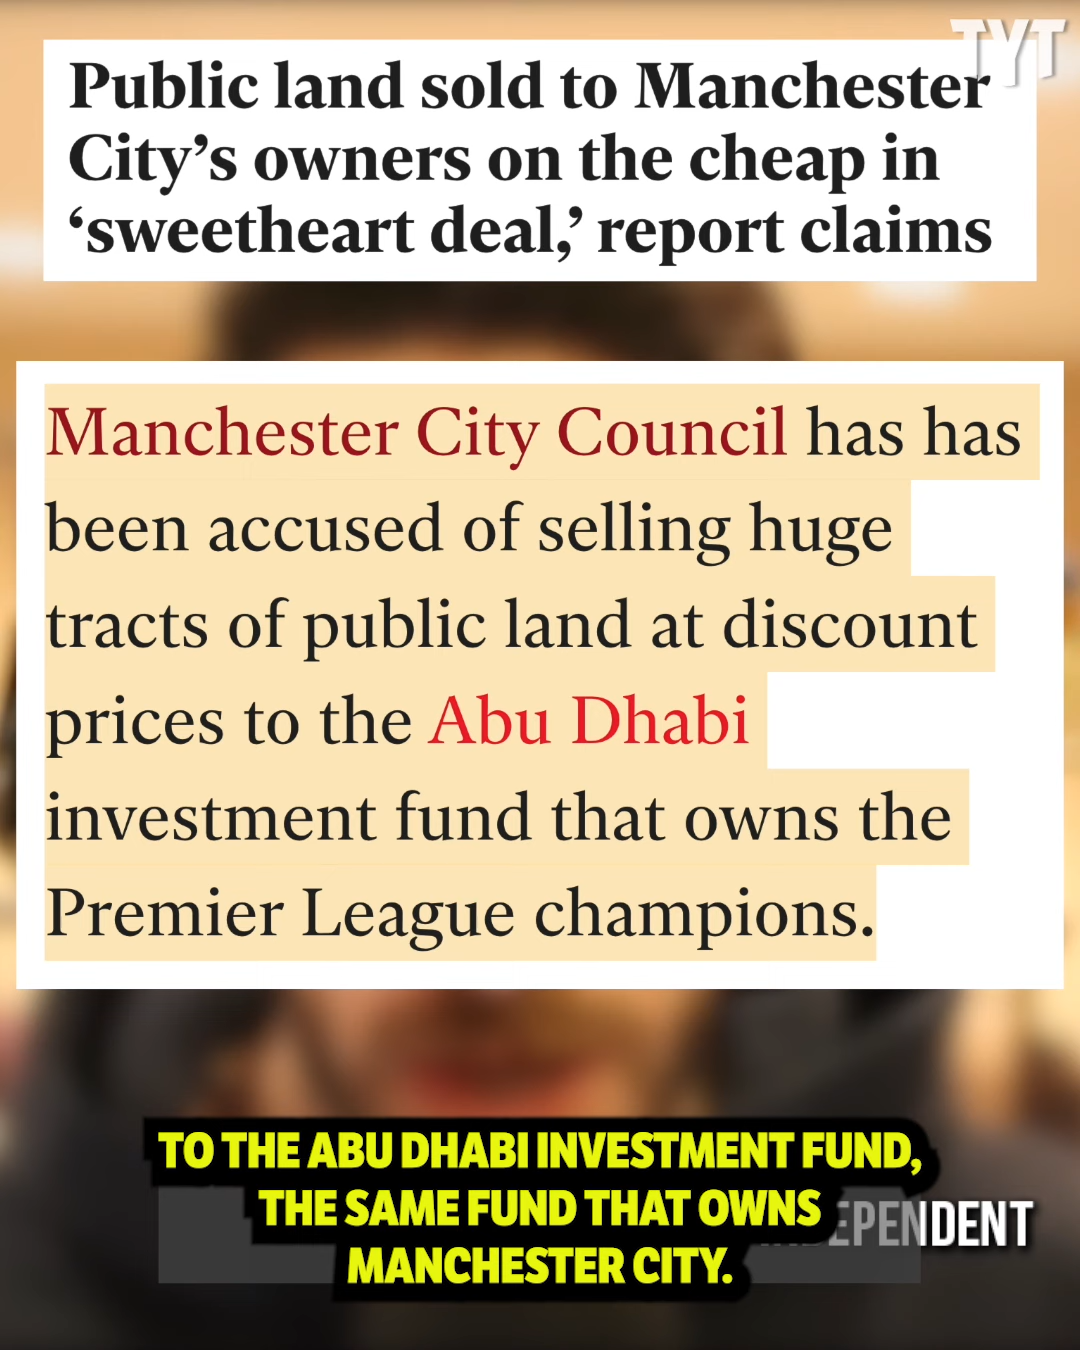 TYT
Public land sold to Manchester
City’s owners on the cheap in
‘sweetheart deal,’ report claims
Manchester City Council has has
been accused of selling huge
tracts of public land at discount
prices to the Abu Dhabi
investment fund that owns the
Premier League champions.
TO THE ABU DHABI INVESTMENT FUND,
THE SAME FUND THAT OWNS
MANCHESTER CITY.